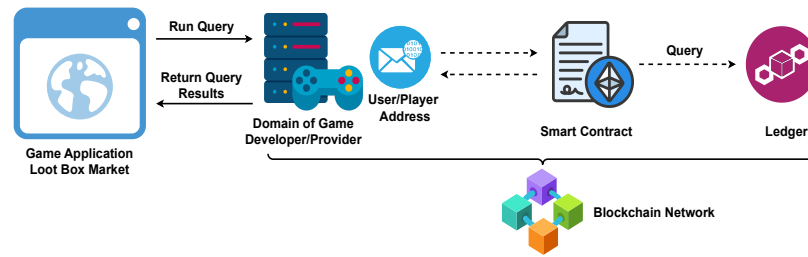 Run Query
Return Query
Results
Game Application
Loot Box Market
Domain of Game
Developer/Provider
010101
User/Player
Address
Smart Contract
Query
Ledger
Blockchain Network